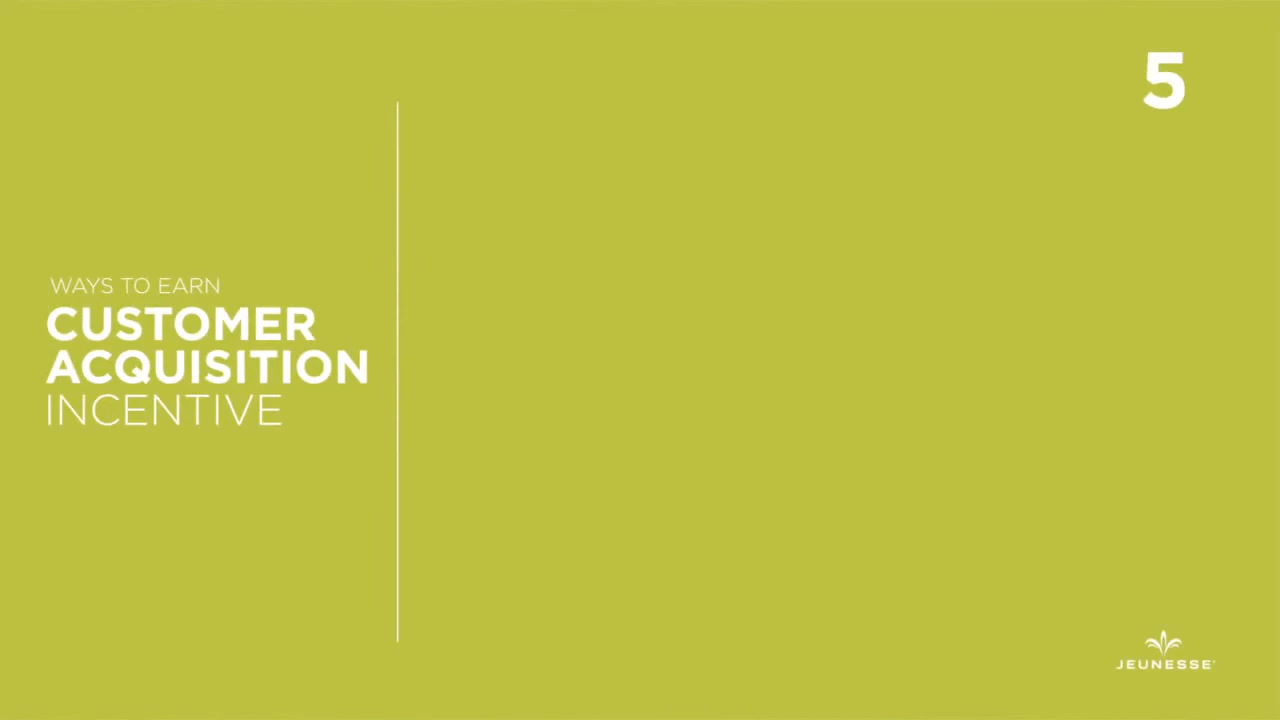 5
WAYS TO EARN
CUSTOMER
ACQUISITION
INCENTIVE
JEUNESSE